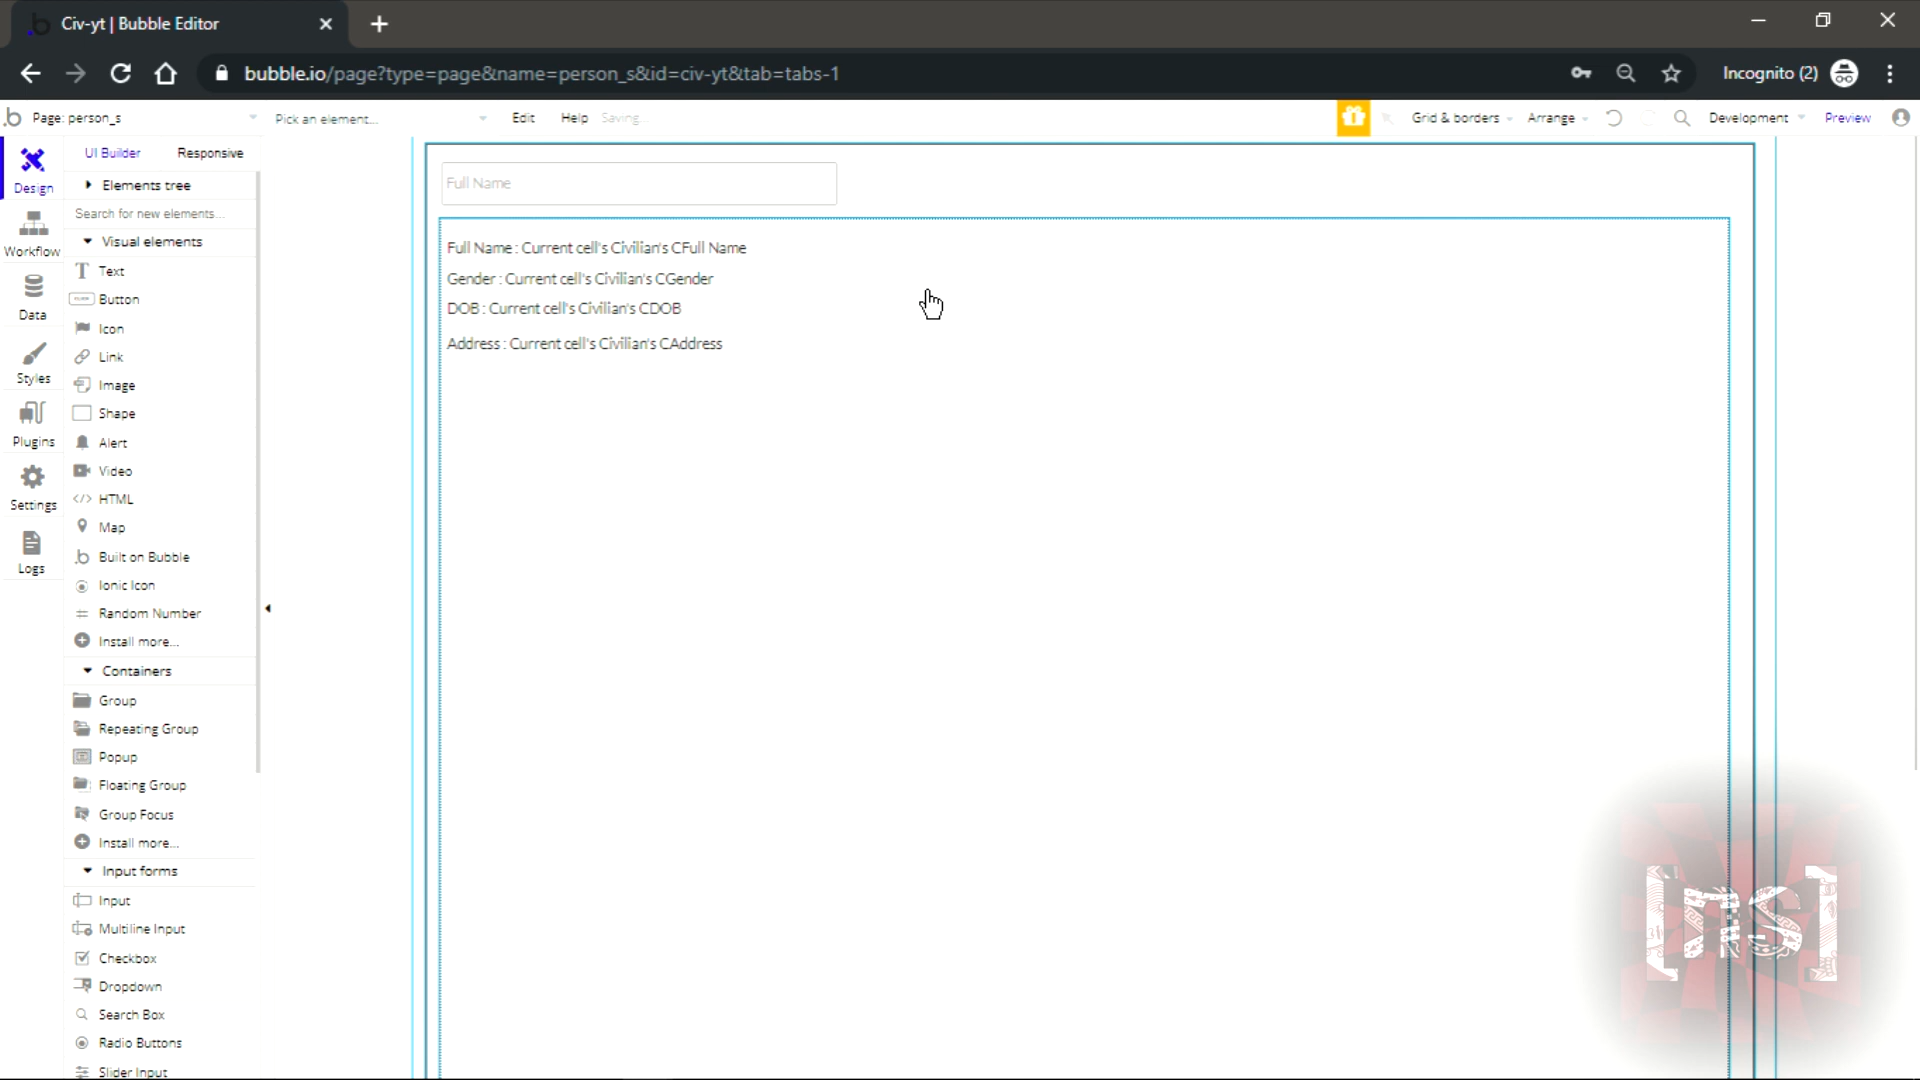 Civ-yt | Bubble Editor
bubble.io/page?type=page&name=person_s&id=civ-yt&tab=tabs-1
Incognito (2)
Page: person_s
Pick an element...
Edit
Help
Saving...
Grid & borders
Arrange
Development
Preview
UI Builder
Responsive
Design
Workflow
Data
Styles
Plugins
Settings
Logs
Elements tree
Search for new elements...
Visual elements
Text
Button
Icon
Link
Image
Shape
Alert
Video
HTML
Map
Built on Bubble
Ionic Icon
Random Number
Install more...
Containers
Group
Repeating Group
Popup
Floating Group
Group Focus
Install more...
Input forms
Input
Multiline Input
Checkbox
Dropdown
Search Box
Radio Buttons
Slider Input
Full Name
Full Name : Current cell's Civilian's CFull Name
Gender : Current cell's Civilian's CGender
DOB : Current cell's Civilian's CDOB
Address : Current cell's Civilian's CAddress
[ns]